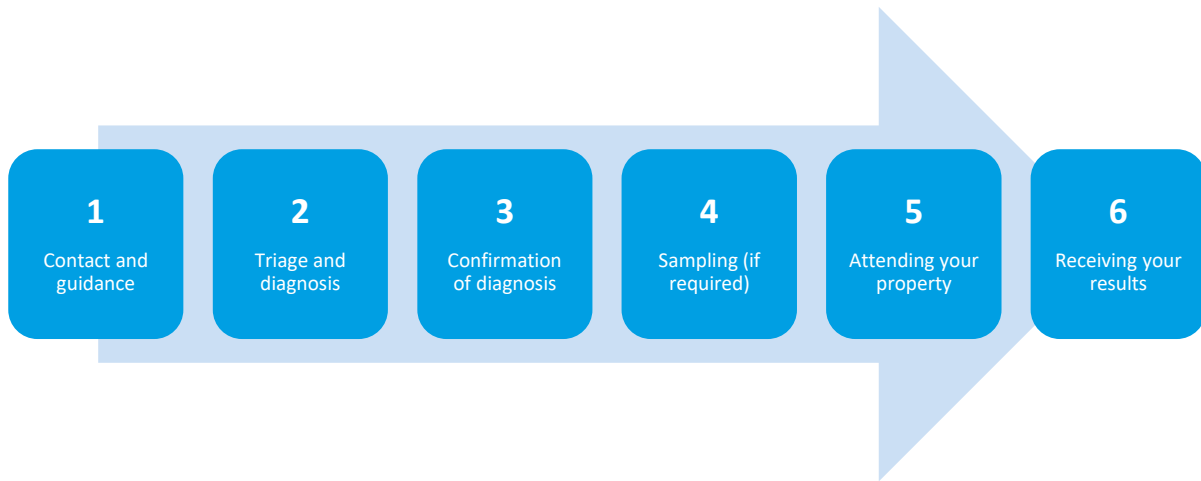 1
Contact and
guidance
2
Triage and
diagnosis
3
Confirmation
of diagnosis
4
Sampling (if
required)
5
Attending your
property
6
Receiving your
results